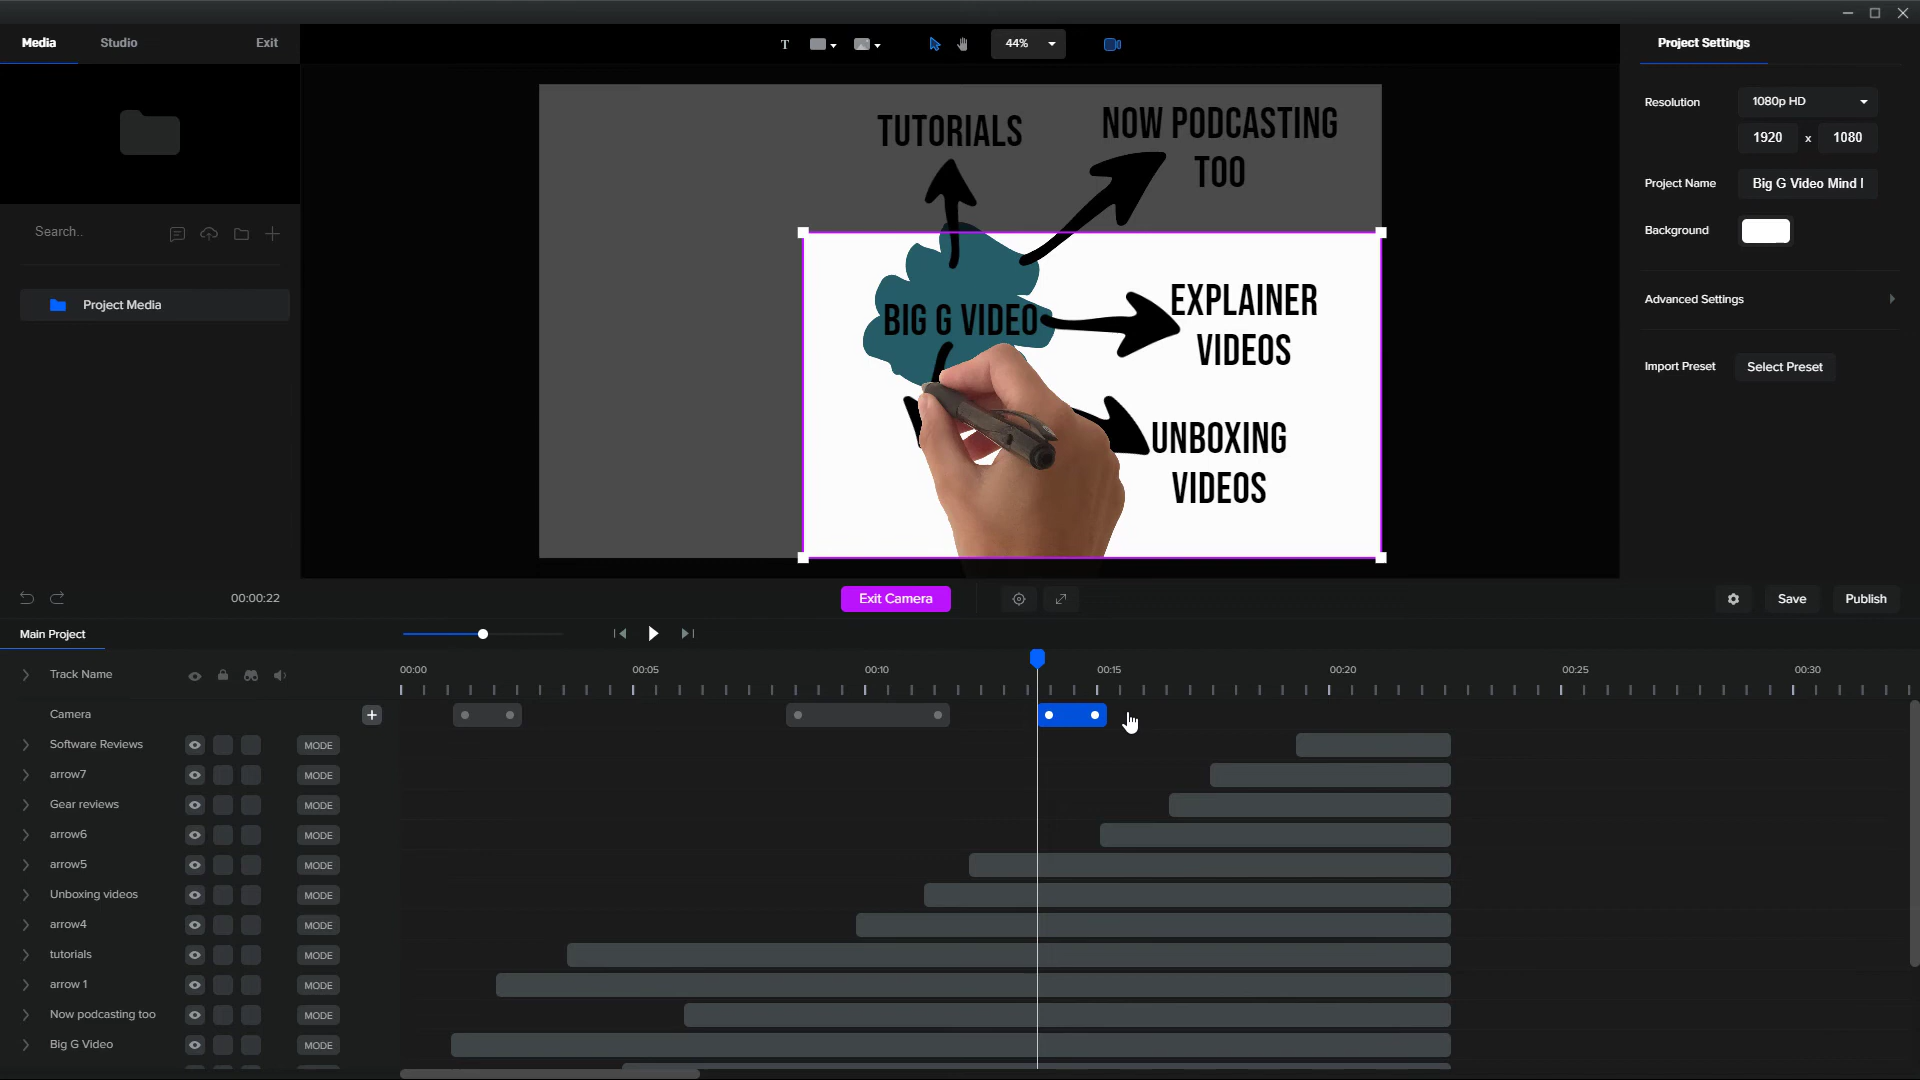 Media
Studio
Exit
T
44%
Project Settings
Resolution
1080p HD
1920 x 1080
Project Name
Big G Video Mind
Background
Advanced Settings
Import Preset
Select Preset
Search..
Project Media
TUTORIALS
NOW PODCASTING
TOO
BIG G VIDEO
EXPLAINER
VIDEOS
UNBOXING
VIDEOS
00:00:22
Exit Camera
Save
Publish
Main Project
Track Name
00:00
00:05
00:10
00:15
00:20
00:25
00:30
Camera
Software Reviews
MODE
arrow7
MODE
Gear reviews
MODE
arrow6
MODE
arrow5
MODE
Unboxing videos
MODE
arrow4
MODE
tutorials
MODE
arrow 1
MODE
Now podcasting too
MODE
Big G Video
MODE